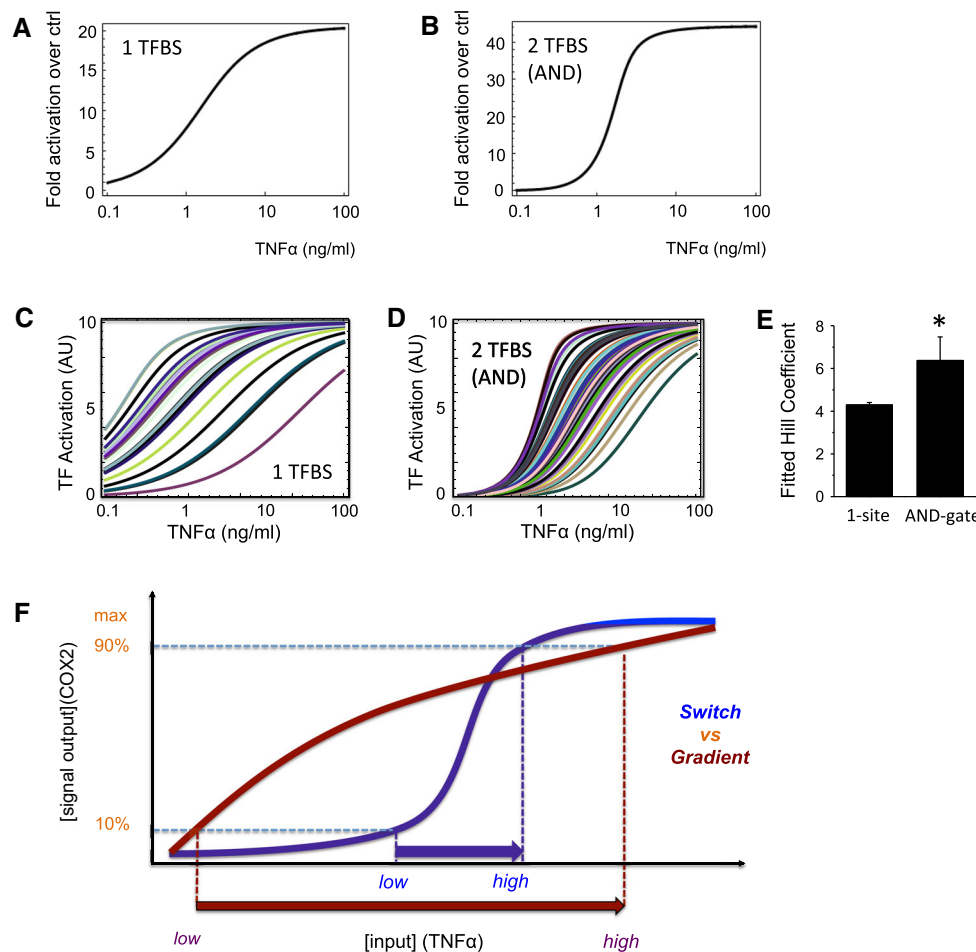 A
Fold activation over ctrl
20
15
10
5
0
1 TFBS
0.1 1 10 100
TNFα (ng/ml)
B
Fold activation over ctrl
40
30
20
10
0
2 TFBS
(AND)
0.1 1 10 100
TNFα (ng/ml)
C
TF Activation (AU)
10
5
0
1 TFBS
0.1 1 10 100
TNFα (ng/ml)
D
TF Activation (AU)
10
5
0
2 TFBS
(AND)
0.1 1 10 100
TNFα (ng/ml)
E
Fitted Hill Coefficient
8
6
4
2
0
*
1-site AND-gate
F
[signal output](COX2)
max
90%
10%
Switch
vs
Gradient
low high
low [input] (TNFα) high